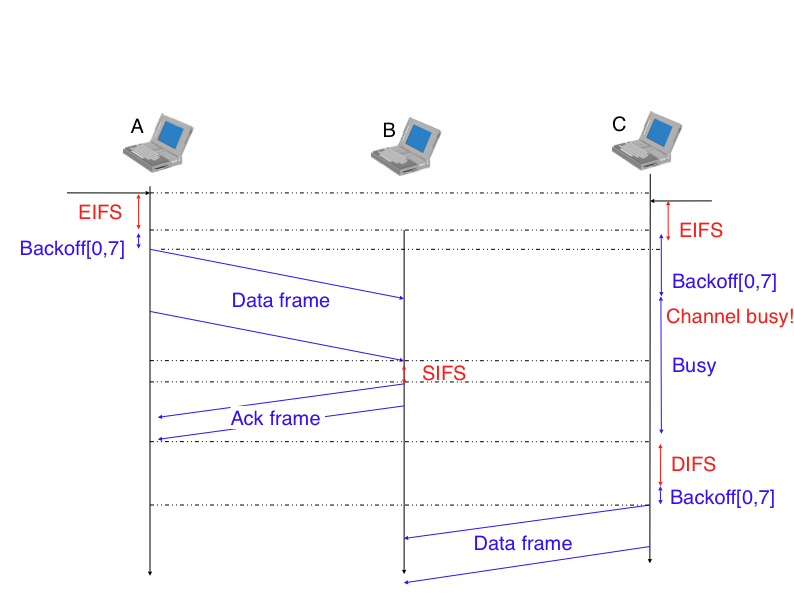 A
B
C
EIFS
EIFS
Backoff[0,7]
Backoff[0,7]
Data frame
Channel busy!
SIFS
Busy
Ack frame
DIFS
Backoff[0,7]
Data frame